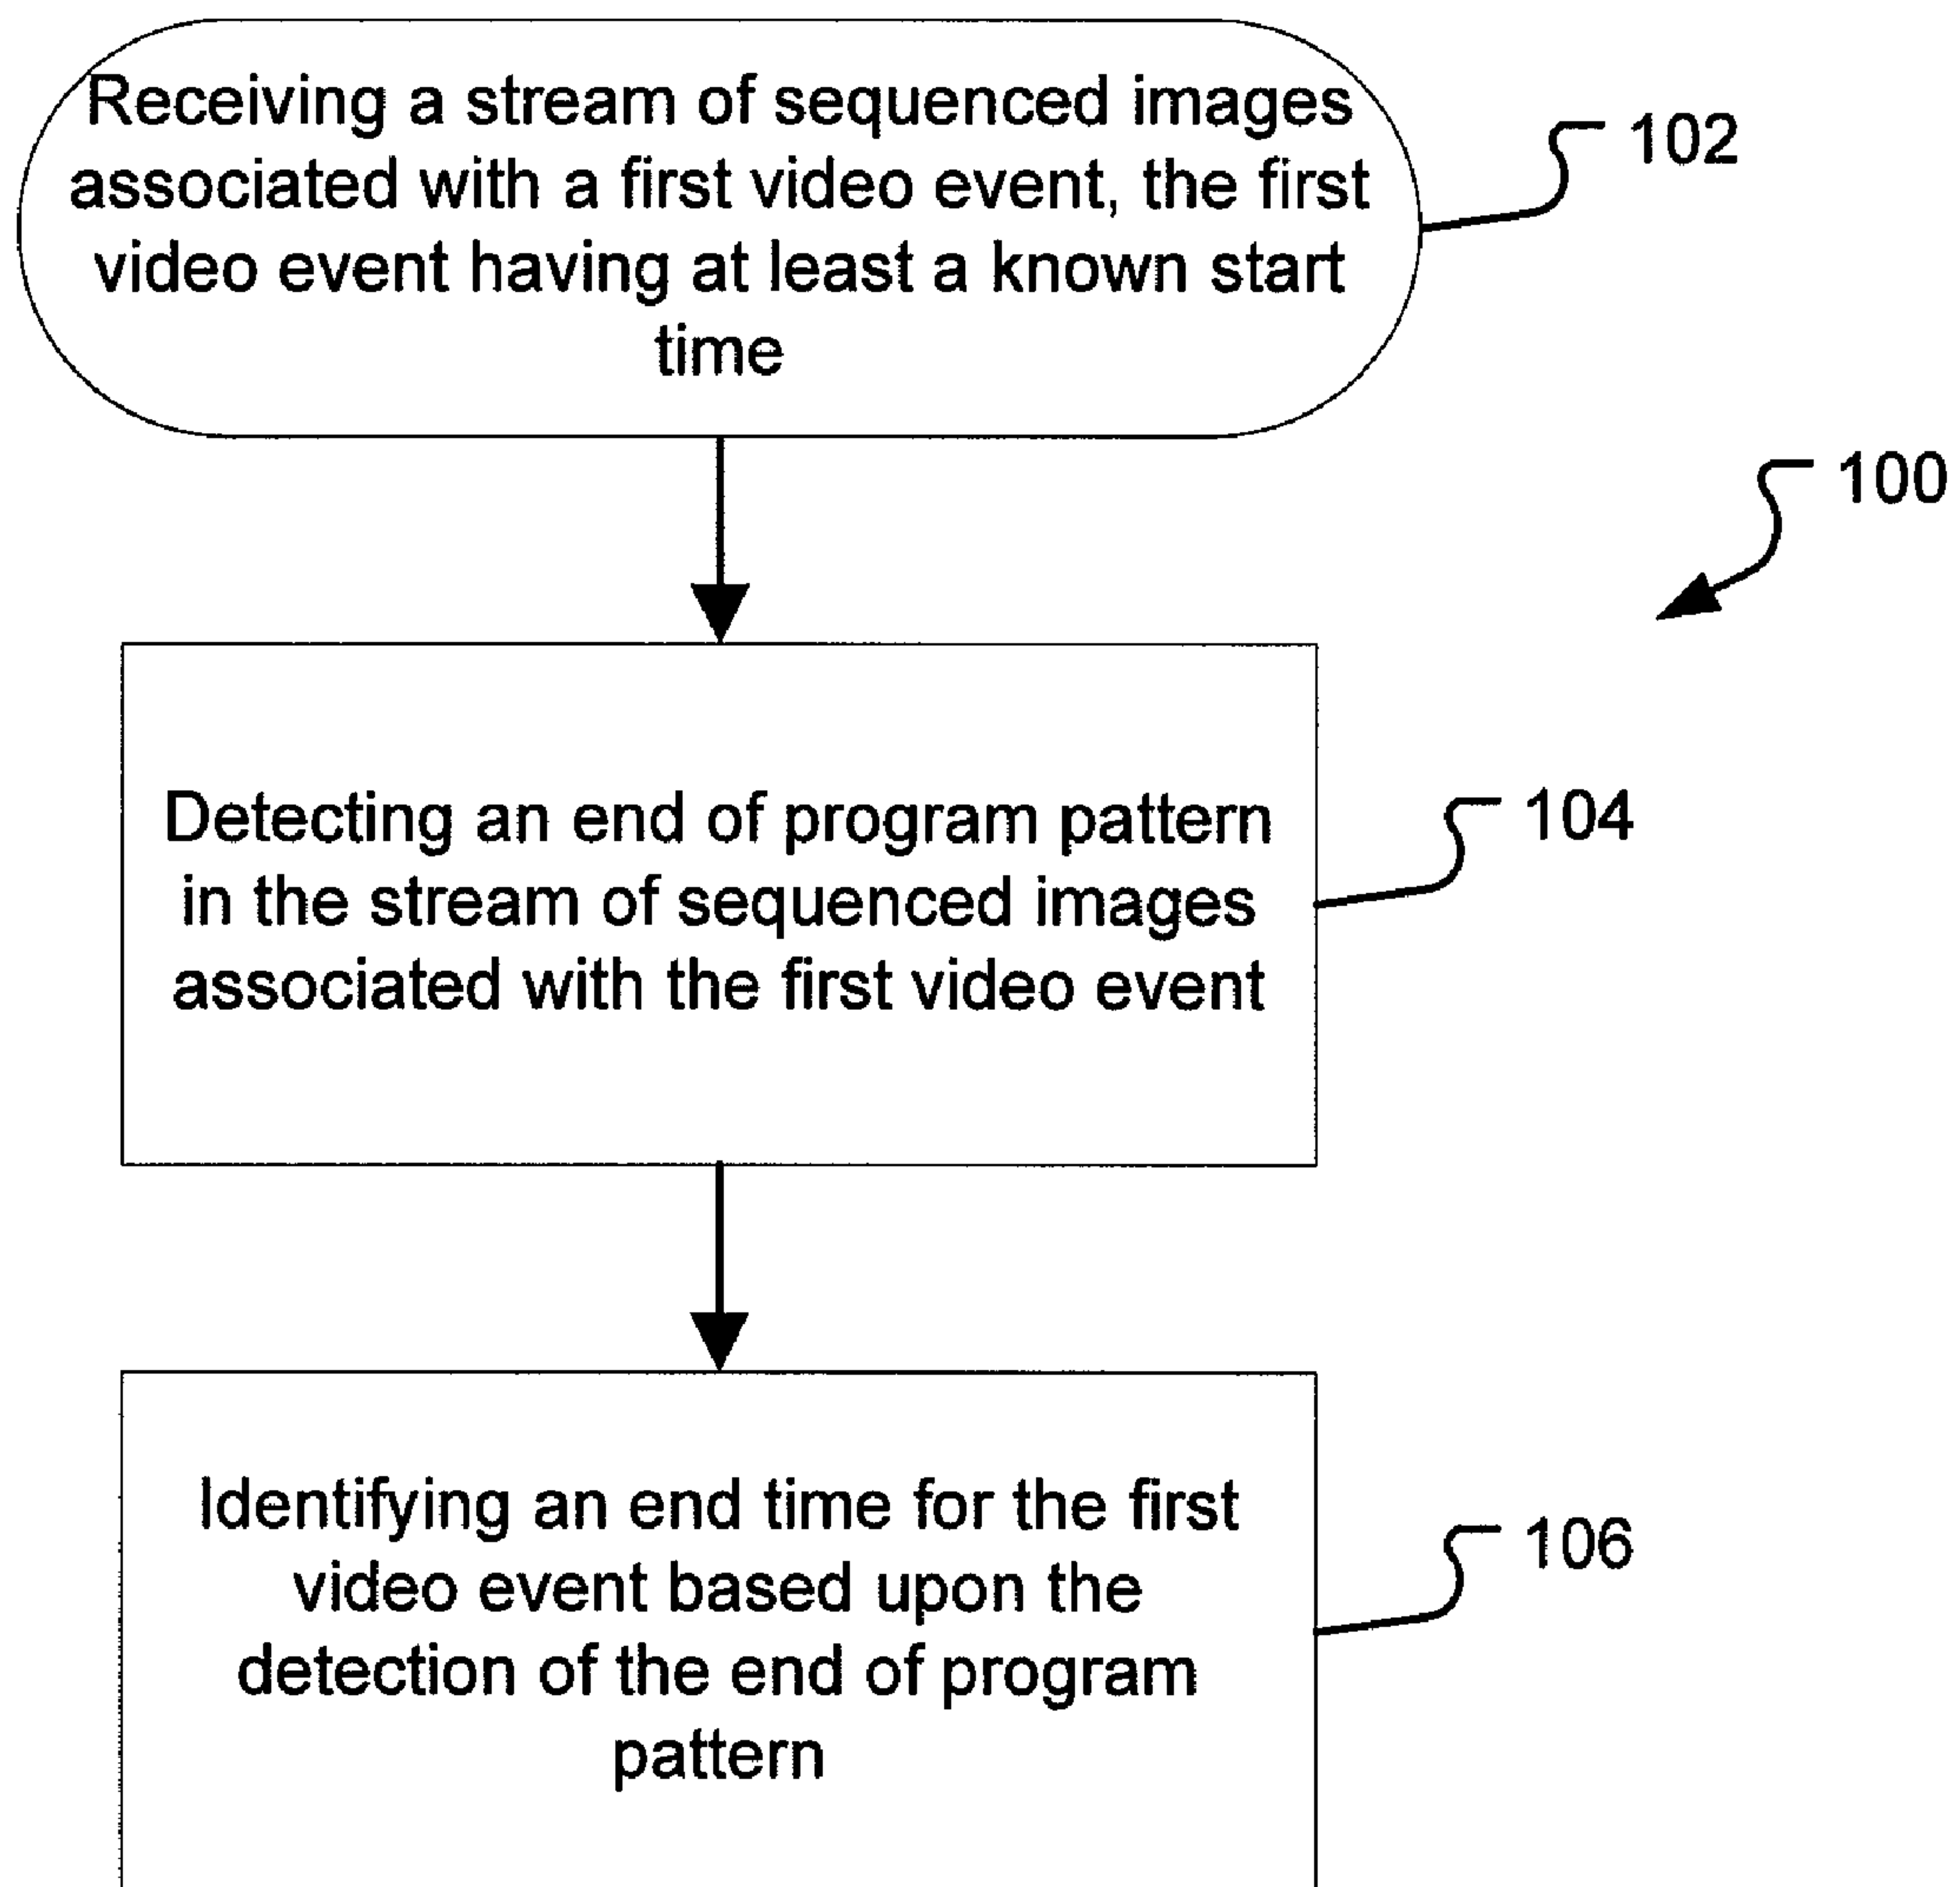 Receiving a stream of sequenced images
associated with a first video event, the first
video event having at least a known start
time
102
100
Detecting an end of program pattern
in the stream of sequenced images
associated with the first video event
104
Identifying an end time for the first
video event based upon the
detection of the end of program
pattern
106